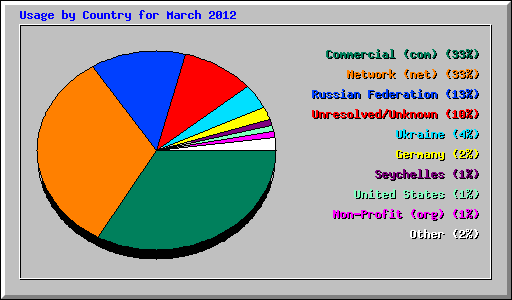 Usage by Country for March 2012
Commercial (com) (33%)
Network (net) (33%)
Russian Federation (13%)
Unresolved/Unknown (10%)
Ukraine (4%)
Germany (2%)
Seychelles (1%)
United States (1%)
Non-Profit (org) (1%)
Other (2%)